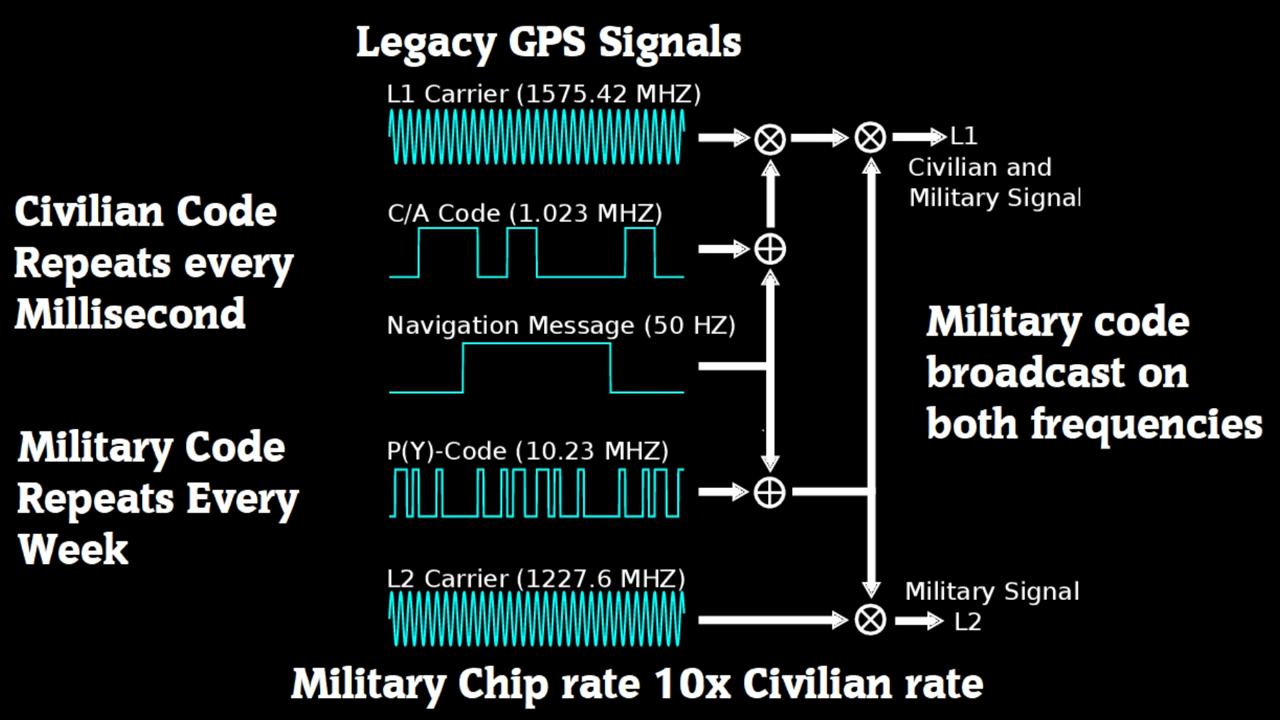 Legacy GPS Signals
L1 Carrier (1575.42 MHZ)
L1
Civilian and
Military Signal
Civilian Code
Repeats every
Millisecond
C/A Code (1.023 MHZ)
Navigation Message (50 HZ)
Military code
broadcast on
both frequencies
Military Code
Repeats Every
Week
P(Y)-Code (10.23 MHZ)
L2 Carrier (1227.6 MHZ)
Military Signal
L2
Military Chip rate 10x Civilian rate